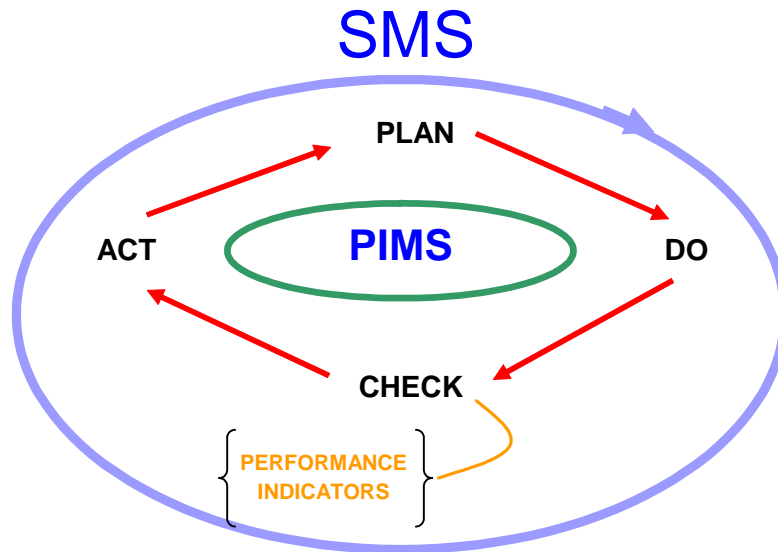 SMS
PLAN
ACT
PIMS
DO
CHECK
PERFORMANCE
INDICATORS